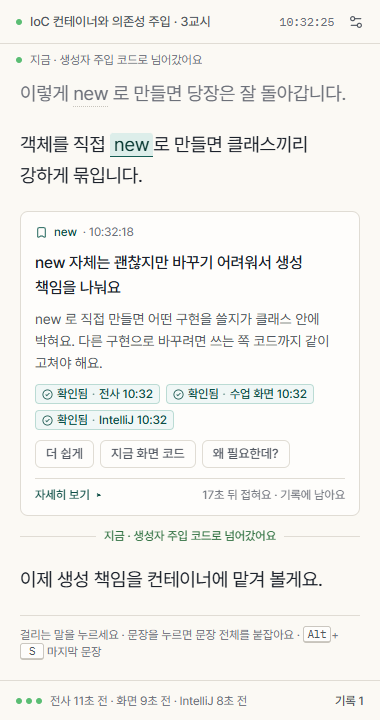 IoC 컨테이너와 의존성 주입 · 3교시 10:32:25
지금 · 생성자 주입 코드로 넘어갔어요
이렇게 new 로 만들면 당장은 잘 돌아갑니다.
객체를 직접 new 로 만들면 클래스끼리
강하게 묶입니다.
new · 10:32:18
new 자체는 괜찮지만 바꾸기 어려워서 생성
책임을 나눠요
new 로 직접 만들면 어떤 구현을 쓸지가 클래스 안에
박혀요. 다른 구현으로 바꾸려면 쓰는 쪽 코드까지 같이
고쳐야 해요.
확인됨 · 전사 10:32 확인됨 · 수업 화면 10:32
확인됨 · IntelliJ 10:32
더 쉽게 지금 화면 코드 왜 필요한데?
자세히 보기 ▸ 17초 뒤 접혀요 · 기록에 남아요
지금 · 생성자 주입 코드로 넘어갔어요
이제 생성 책임을 컨테이너에 맡겨 볼게요.
걸리는 말을 누르세요 · 문장을 누르면 문장 전체를 붙잡아요 · Alt +
S 마지막 문장
전사 11초 전 · 화면 9초 전 · IntelliJ 8초 전 기록 1